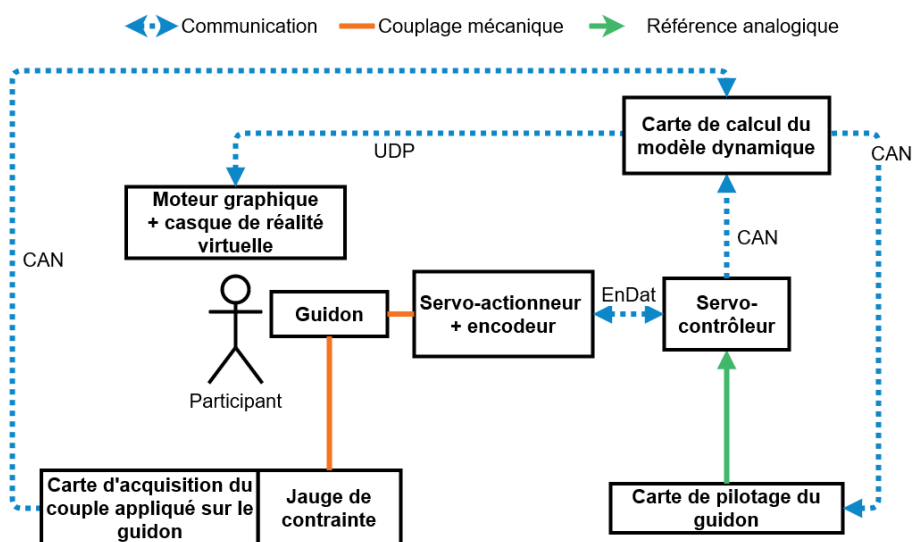 Communication
Couplage mécanique
Référence analogique
Carte de calcul du
modèle dynamique
UDP
CAN
Moteur graphique
+ casque de réalité
virtuelle
CAN
CAN
Servo-actionneur
+ encodeur
EnDat
Servo-
contrôleur
Guidon
Participant
Carte d'acquisition du
couple appliqué sur le
guidon
Jauge de
contrainte
Carte de pilotage du
guidon